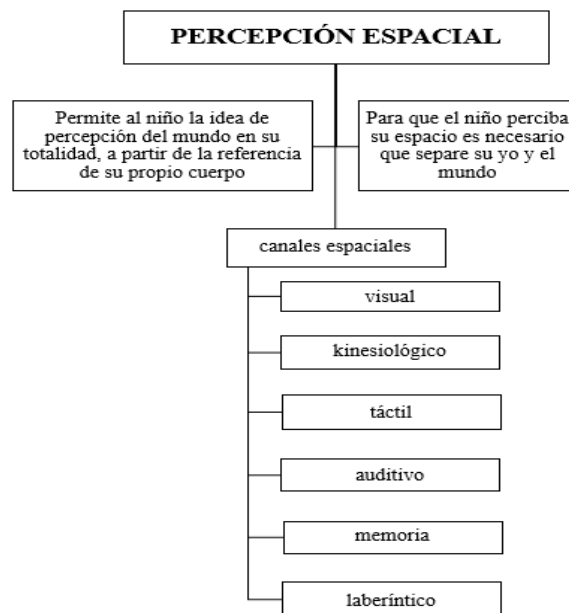 PERCEPCIÓN ESPACIAL
Permite al niño la idea de
percepción del mundo en su
totalidad, a partir de la referencia
de su propio cuerpo
Para que el niño perciba
su espacio es necesario
que separe su yo y el
mundo
canales espaciales
visual
kinesiológico
táctil
auditivo
memoria
laberíntico